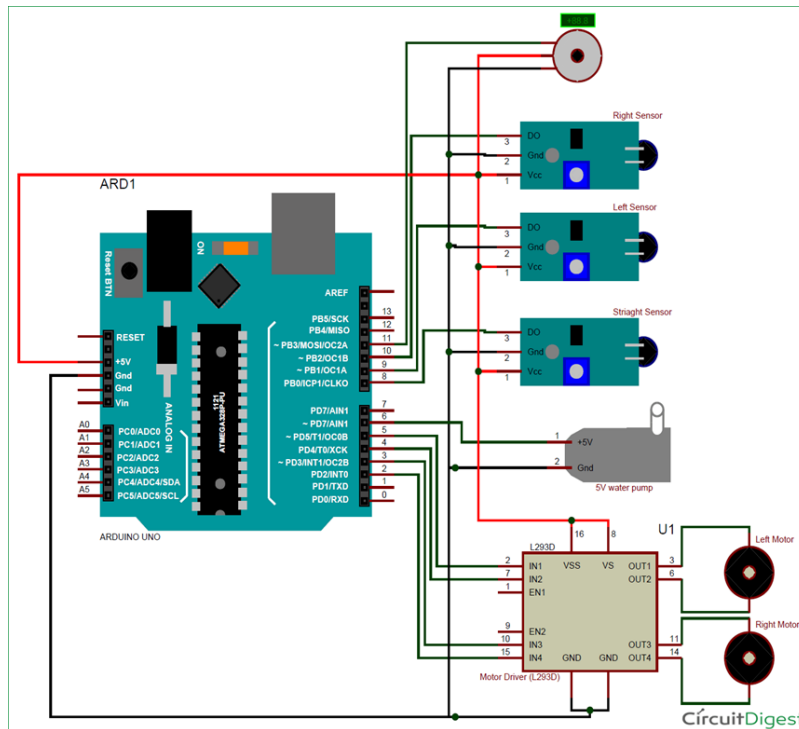 +88.8
Right Sensor
3 DO
2 Gnd
1 Vcc
Left Sensor
3 DO
2 Gnd
1 Vcc
Striaght Sensor
3 DO
2 Gnd
1 Vcc
1 +5V
2 Gnd
5V water pump
ARD1
Reset BTN
ON
RESET
+5V
Gnd
Gnd
Vin
ANALOG IN
A0 PC0/ADC0
A1 PC1/ADC1
A2 PC2/ADC2
A3 PC3/ADC3
A4 PC4/ADC4/SDA
A5 PC5/ADC5/SCL
ATMEGA328P-PU
1121
AREF
PB5/SCK 13
PB4/MISO 12
~ PB3/MOSI/OC2A 11
~ PB2/OC1B 10
~ PB1/OC1A 9
PB0/ICP1/CLKO 8
PD7/AIN1 7
~ PD7/AIN1 6
~ PD5/T1/OC0B 5
PD4/T0/XCK 4
~ PD3/INT1/OC2B 3
PD2/INT0 2
PD1/TXD 1
PD0/RXD 0
ARDUINO UNO
U1
L293D
16 8
VSS VS
2 IN1
7 IN2
1 EN1
9 EN2
10 IN3
15 IN4
OUT1 3
OUT2 6
OUT3 11
OUT4 14
GND GND
Motor Driver (L293D)
Left Motor
Right Motor
CircuitDigest